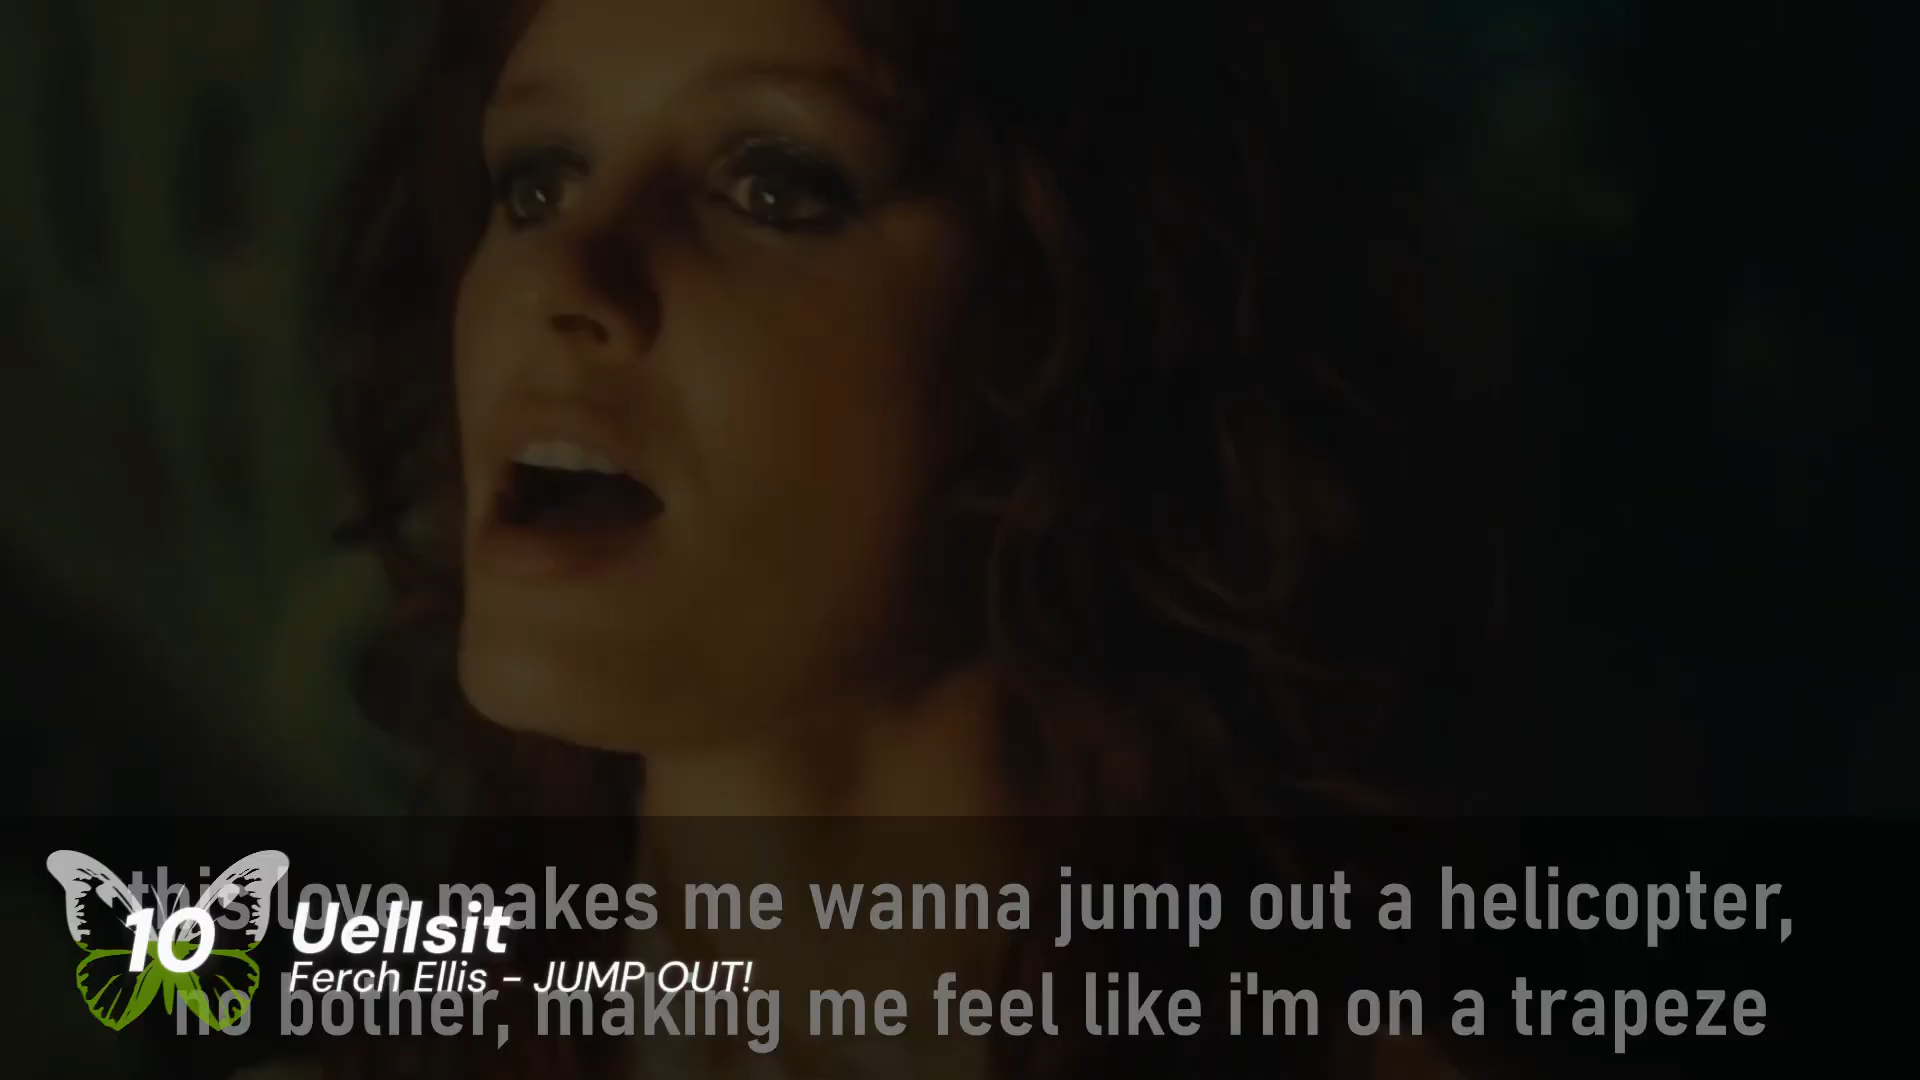 this love makes me wanna jump out a helicopter,
10
Uellsit
Ferch Ellis - JUMP OUT!
no bother, making me feel like i'm on a trapeze